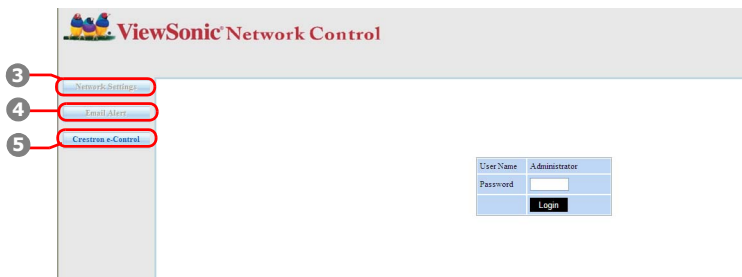 ViewSonic® Network Control
3
Network Settings
4
Email Alert
5
Crestron e-Control
User Name Administrator
Password
Login